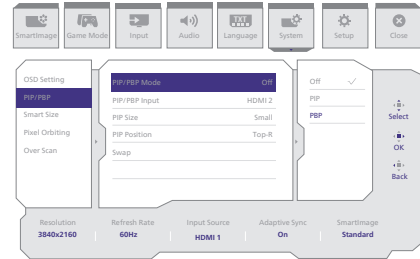 SmartImage
Game Mode
Input
Audio
TXT
Language
System
Setup
Close
OSD Setting
PIP/PBP
Smart Size
Pixel Orbiting
Over Scan
PIP/PBP Mode Off
PIP/PBP Input HDMI 2
PIP Size Small
PIP Position Top-R
Swap
Off
PIP
PBP
Select
OK
Back
Resolution Refresh Rate Input Source Adaptive Sync SmartImage
3840x2160 60Hz HDMI 1 On Standard